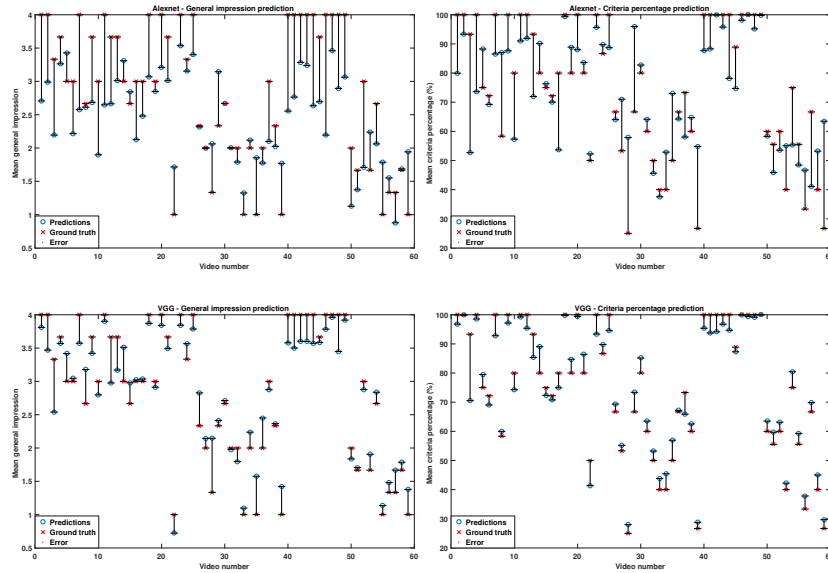 Alexnet - General impression prediction
4
3.5
3
2.5
2
1.5
1
0.5
Mean general impression
Predictions
Ground truth
Error
0 10 20 30 40 50 60
Video number
Alexnet - Criteria percentage prediction
100
90
80
70
60
50
40
30
20
Mean criteria percentage (%)
Predictions
Ground truth
Error
0 10 20 30 40 50 60
Video number
VGG - General impression prediction
4
3.5
3
2.5
2
1.5
1
0.5
Mean general impression
Predictions
Ground truth
Error
0 10 20 30 40 50 60
Video number
VGG - Criteria percentage prediction
100
90
80
70
60
50
40
30
20
Mean criteria percentage (%)
Predictions
Ground truth
Error
0 10 20 30 40 50 60
Video number